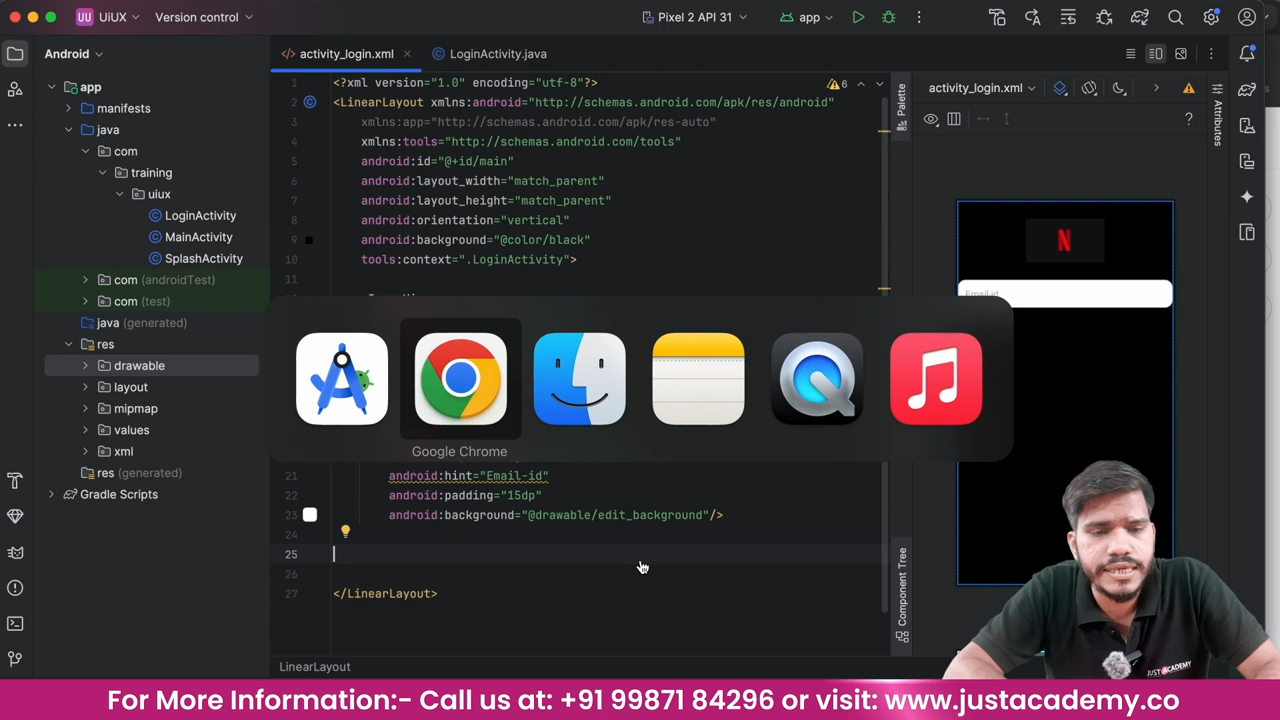 UU UiUX Version control Pixel 2 API 31 app
Android activity_login.xml LoginActivity.java
app
manifests
java
com
training
uiux
LoginActivity
MainActivity
SplashActivity
com (androidTest)
com (test)
java (generated)
res
drawable
layout
mipmap
values
xml
res (generated)
Gradle Scripts
1 <?xml version="1.0" encoding="utf-8"?>
2 <LinearLayout xmlns:android="http://schemas.android.com/apk/res/android"
3 xmlns:app="http://schemas.android.com/apk/res-auto"
4 xmlns:tools="http://schemas.android.com/tools"
5 android:id="@+id/main"
6 android:layout_width="match_parent"
7 android:layout_height="match_parent"
8 android:orientation="vertical"
9 android:background="@color/black"
10 tools:context=".LoginActivity">
11
21 android:hint="Email-id"
22 android:padding="15dp"
23 android:background="@drawable/edit_background"/>
24
25
26
27 </LinearLayout>
6
LinearLayout
Google Chrome
Palette
Component Tree
activity_login.xml
Attributes
?
N
JUST ACADEMY
For More Information:- Call us at: +91 99871 84296 or visit: www.justacademy.co